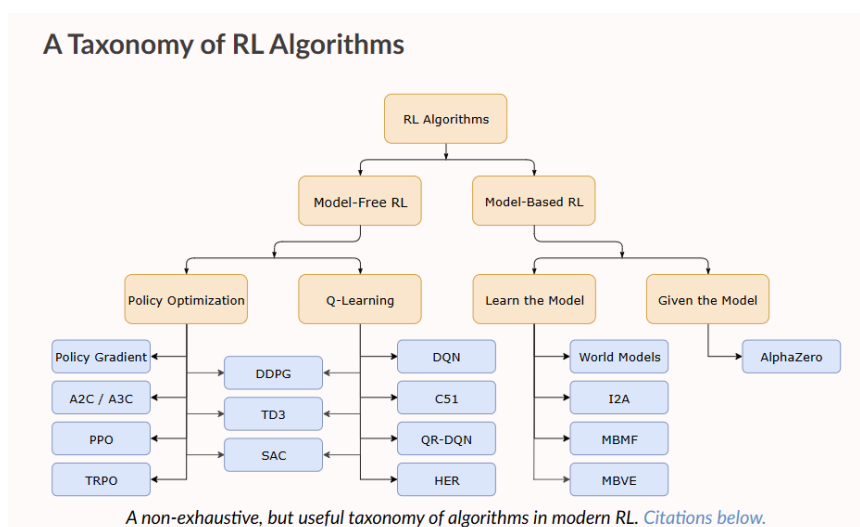 A Taxonomy of RL Algorithms
RL Algorithms
Model-Free RL
Model-Based RL
Policy Optimization
Q-Learning
Learn the Model
Given the Model
Policy Gradient
A2C / A3C
PPO
TRPO
DDPG
TD3
SAC
DQN
C51
QR-DQN
HER
World Models
I2A
MBMF
MBVE
AlphaZero
A non-exhaustive, but useful taxonomy of algorithms in modern RL. Citations below.